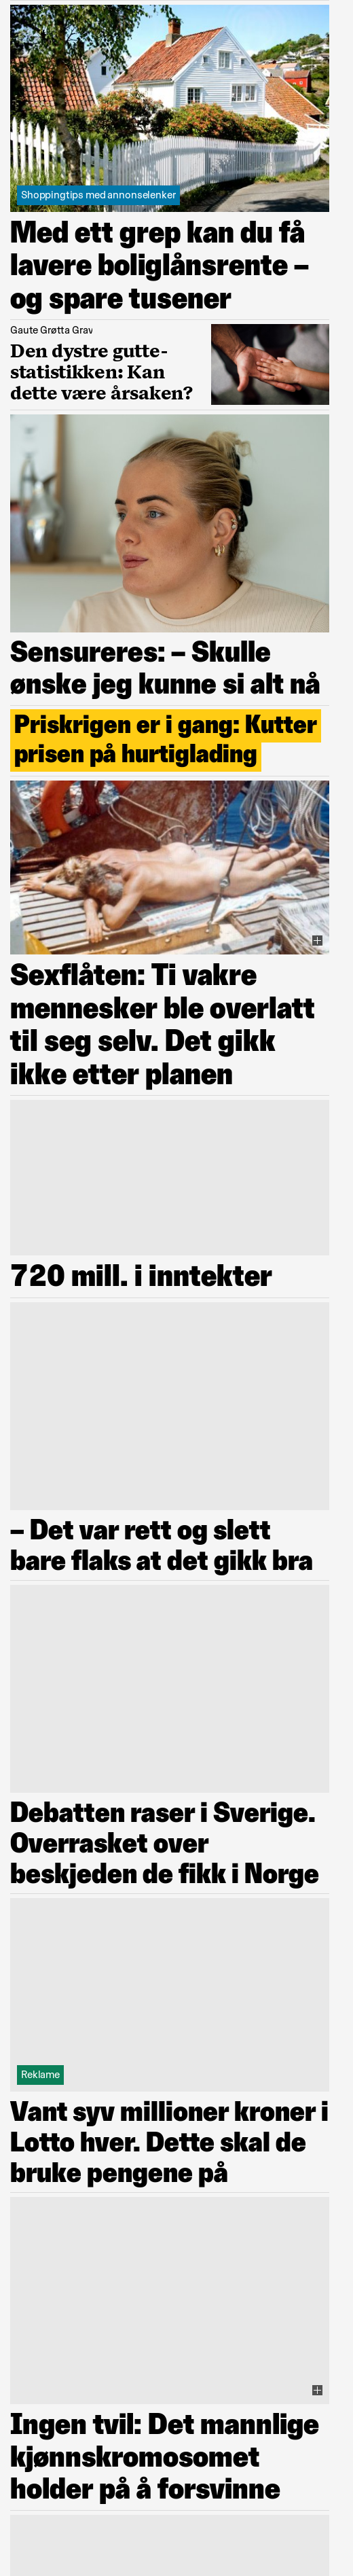 Shoppingtips med annonselenker
Med ett grep kan du få
lavere boliglånsrente –
og spare tusener
Gaute Grøtta Grav
Den dystre gutte-
statistikken: Kan
dette være årsaken?
Sensureres: – Skulle
ønske jeg kunne si alt nå
Priskrigen er i gang: Kutter
prisen på hurtiglading
Sexflåten: Ti vakre
mennesker ble overlatt
til seg selv. Det gikk
ikke etter planen
720 mill. i inntekter
– Det var rett og slett
bare flaks at det gikk bra
Debatten raser i Sverige.
Overrasket over
beskjeden de fikk i Norge
Reklame
Vant syv millioner kroner i
Lotto hver. Dette skal de
bruke pengene på
Ingen tvil: Det mannlige
kjønnskromosomet
holder på å forsvinne